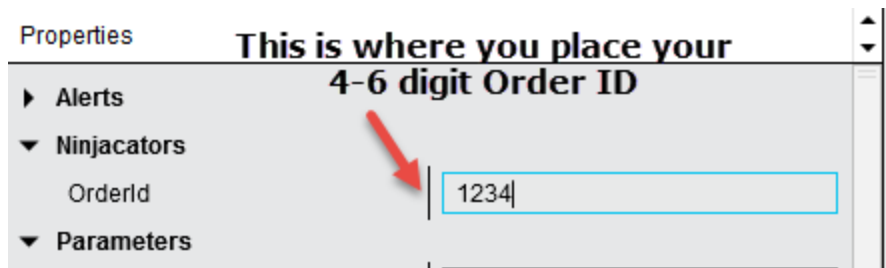 Properties
This is where you place your
4-6 digit Order ID
Alerts
Ninjacators
OrderId 1234
Parameters